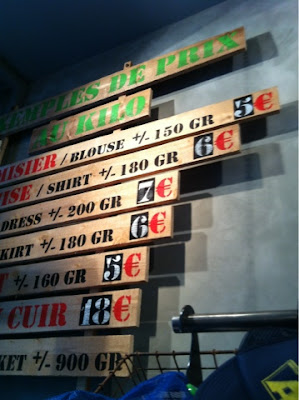 EMPLES DE PRIX
AU KILO
MISIER / BLOUSE +/- 150 GR 5€
ISE / SHIRT +/- 180 GR 6€
DRESS +/- 200 GR 7€
KIRT +/- 180 GR 6€
T +/- 160 GR 5€
CUIR 18€
KET +/- 900 GR